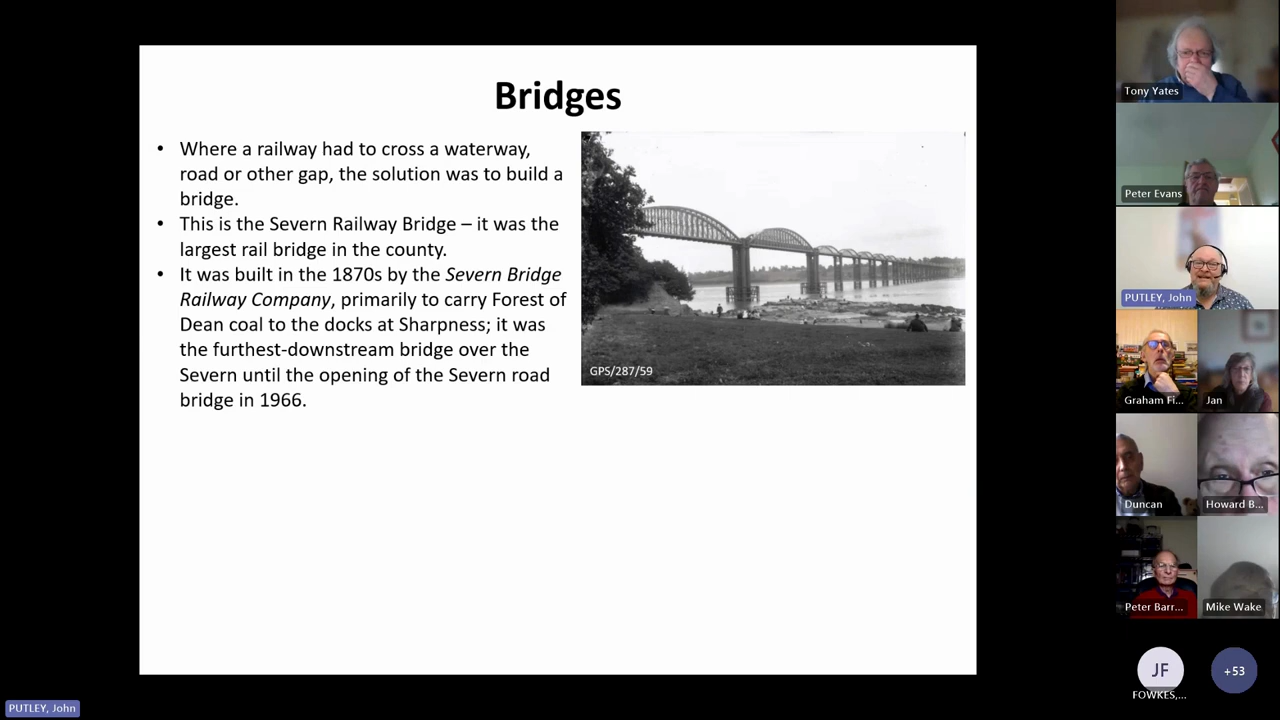 Bridges
• Where a railway had to cross a waterway,
road or other gap, the solution was to build a
bridge.
• This is the Severn Railway Bridge – it was the
largest rail bridge in the county.
• It was built in the 1870s by the Severn Bridge
Railway Company, primarily to carry Forest of
Dean coal to the docks at Sharpness; it was
the furthest-downstream bridge over the
Severn until the opening of the Severn road
bridge in 1966.
GPS/287/59
Tony Yates
Peter Evans
PUTLEY, John
Graham Fi...
Jan
Duncan
Howard B...
Peter Barr...
Mike Wake
JF
+53
FOWKES,...
PUTLEY, John